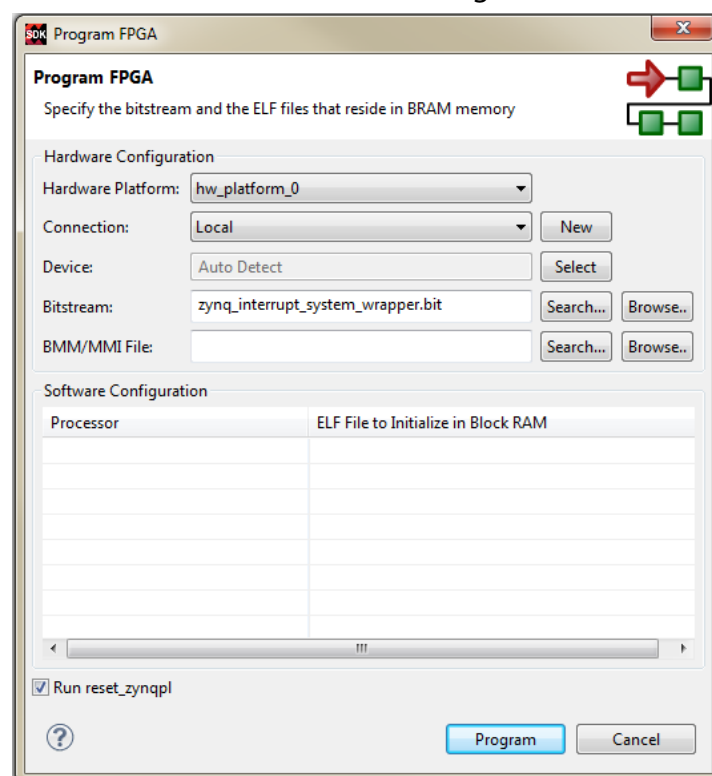 SDK Program FPGA
Program FPGA
Specify the bitstream and the ELF files that reside in BRAM memory
Hardware Configuration
Hardware Platform: hw_platform_0
Connection: Local New
Device: Auto Detect Select
Bitstream: zynq_interrupt_system_wrapper.bit Search... Browse..
BMM/MMI File: Search... Browse..
Software Configuration
Processor ELF File to Initialize in Block RAM
Run reset_zynqpl
? Program Cancel